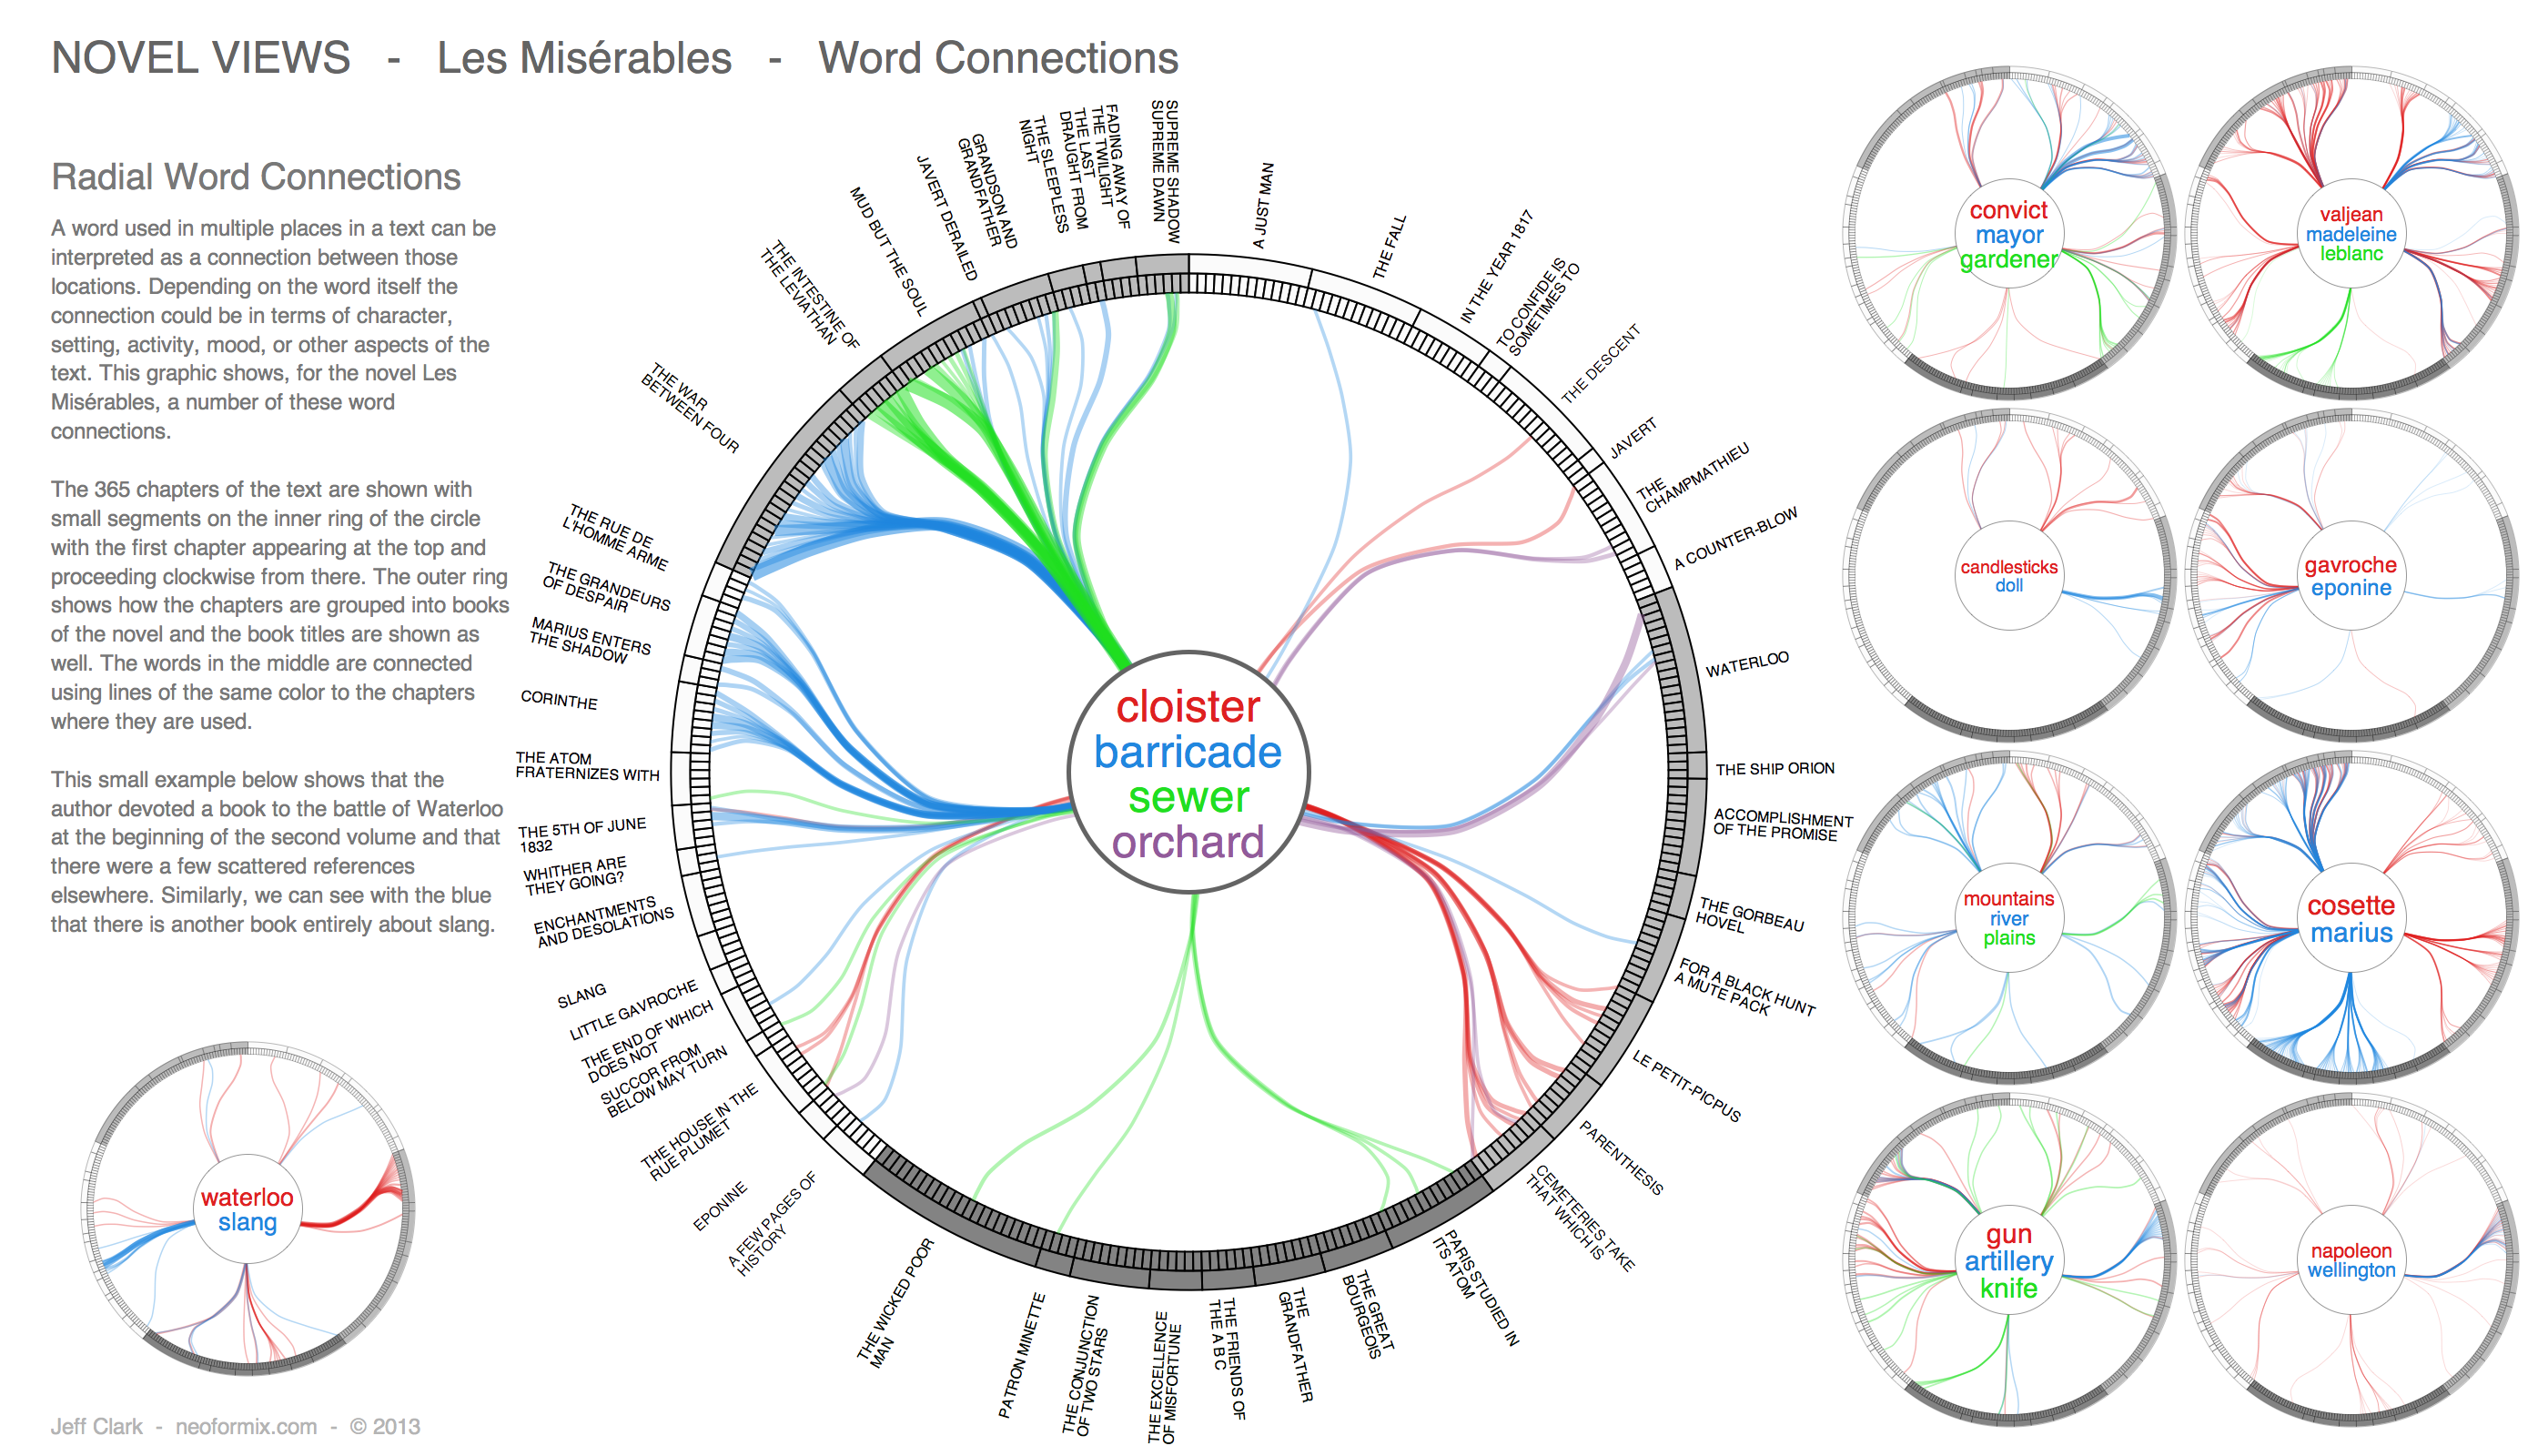 NOVEL VIEWS - Les Misérables - Word Connections
Radial Word Connections
A word used in multiple places in a text can be
interpreted as a connection between those
locations. Depending on the word itself the
connection could be in terms of character,
setting, activity, mood, or other aspects of the
text. This graphic shows, for the novel Les
Misérables, a number of these word
connections.
The 365 chapters of the text are shown with
small segments on the inner ring of the circle
with the first chapter appearing at the top and
proceeding clockwise from there. The outer ring
shows how the chapters are grouped into books
of the novel and the book titles are shown as
well. The words in the middle are connected
using lines of the same color to the chapters
where they are used.
This small example below shows that the
author devoted a book to the battle of Waterloo
at the beginning of the second volume and that
there were a few scattered references
elsewhere. Similarly, we can see with the blue
that there is another book entirely about slang.
waterloo
slang
Jeff Clark - neoformix.com - © 2013
cloister
barricade
sewer
orchard
A JUST MAN
THE FALL
IN THE YEAR 1817
TO CONFIDE IS
SOMETIMES TO
THE DESCENT
JAVERT
THE
CHAMPMATHIEU
A COUNTER-BLOW
WATERLOO
THE SHIP ORION
ACCOMPLISHMENT
OF THE PROMISE
THE GORBEAU
HOVEL
FOR A BLACK HUNT
A MUTE PACK
LE PETIT-PICPUS
PARENTHESIS
CEMETERIES TAKE
THAT WHICH IS
PARIS STUDIED IN
ITS ATOM
THE GREAT
BOURGEOIS
THE
GRANDFATHER
THE FRIENDS OF
THE A B C
THE EXCELLENCE
OF MISFORTUNE
THE CONJUNCTION
OF TWO STARS
PATRON MINETTE
THE WICKED POOR
MAN
A FEW PAGES OF
HISTORY
EPONINE
THE HOUSE IN THE
RUE PLUMET
SUCCOR FROM
BELOW MAY TURN
THE END OF WHICH
DOES NOT
LITTLE GAVROCHE
SLANG
ENCHANTMENTS
AND DESOLATIONS
WHITHER ARE
THEY GOING?
THE 5TH OF JUNE
1832
THE ATOM
FRATERNIZES WITH
CORINTHE
MARIUS ENTERS
THE SHADOW
THE GRANDEURS
OF DESPAIR
THE RUE DE
L'HOMME ARME
THE WAR
BETWEEN FOUR
THE INTESTINE OF
THE LEVIATHAN
MUD BUT THE SOUL
JAVERT DERAILED
GRANDSON AND
GRANDFATHER
THE SLEEPLESS
NIGHT
THE LAST
DRAUGHT FROM
FADING AWAY OF
THE TWILIGHT
SUPREME SHADOW
SUPREME DAWN
convict
mayor
gardener
valjean
madeleine
leblanc
candlesticks
doll
gavroche
eponine
mountains
river
plains
cosette
marius
gun
artillery
knife
napoleon
wellington